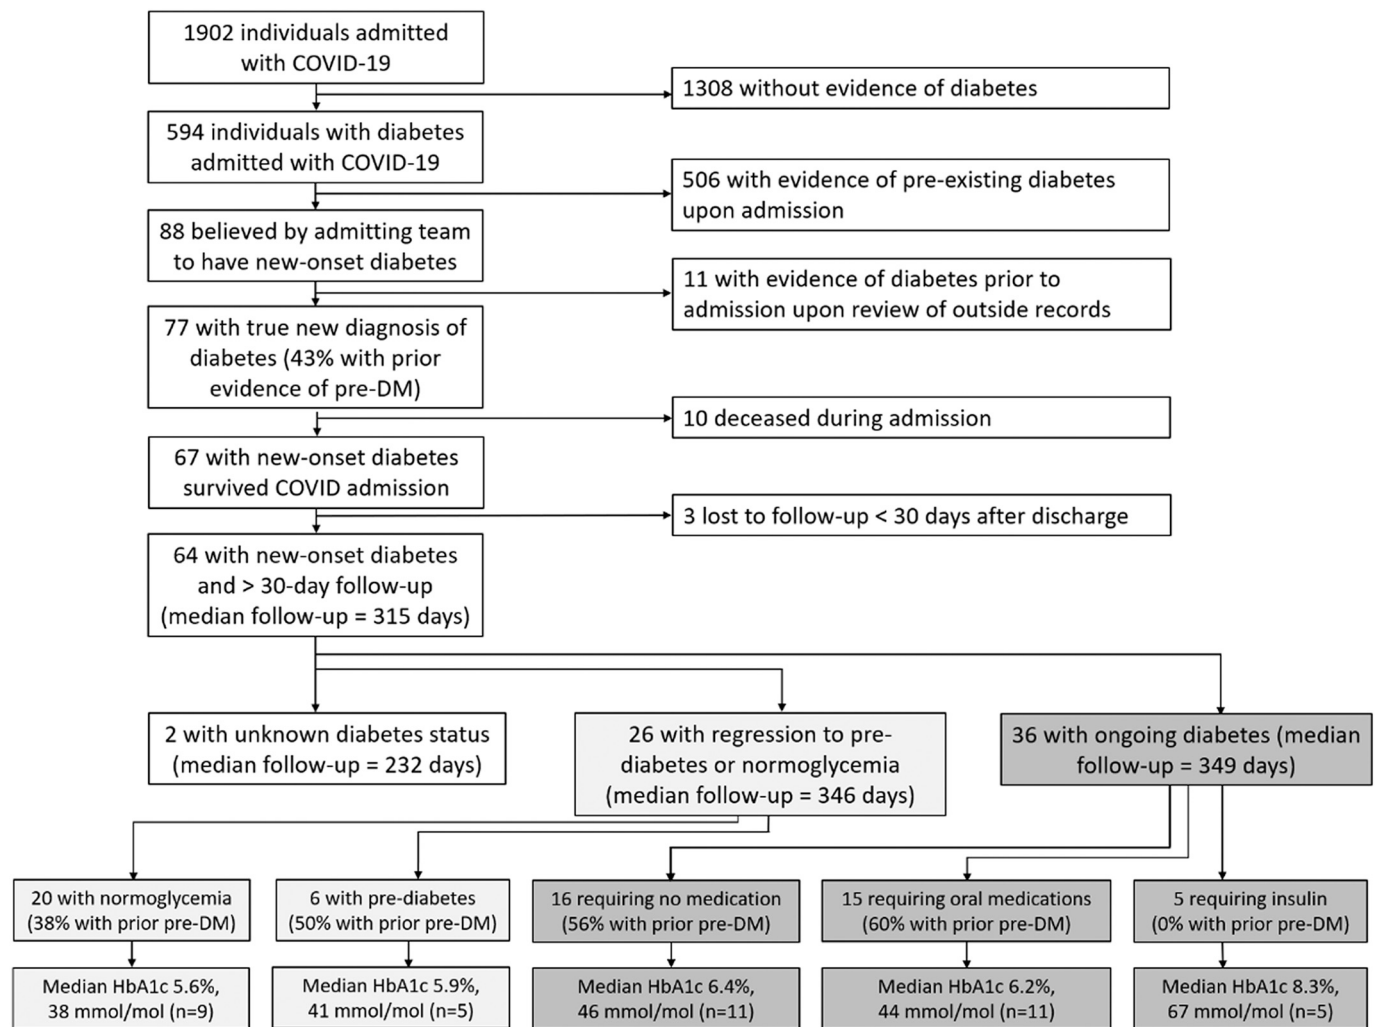 1902 individuals admitted
with COVID-19
1308 without evidence of diabetes
594 individuals with diabetes
admitted with COVID-19
506 with evidence of pre-existing diabetes
upon admission
88 believed by admitting team
to have new-onset diabetes
11 with evidence of diabetes prior to
admission upon review of outside records
77 with true new diagnosis of
diabetes (43% with prior
evidence of pre-DM)
10 deceased during admission
67 with new-onset diabetes
survived COVID admission
3 lost to follow-up < 30 days after discharge
64 with new-onset diabetes
and > 30-day follow-up
(median follow-up = 315 days)
2 with unknown diabetes status
(median follow-up = 232 days)
26 with regression to pre-
diabetes or normoglycemia
(median follow-up = 346 days)
36 with ongoing diabetes (median
follow-up = 349 days)
20 with normoglycemia
(38% with prior pre-DM)
6 with pre-diabetes
(50% with prior pre-DM)
16 requiring no medication
(56% with prior pre-DM)
15 requiring oral medications
(60% with prior pre-DM)
5 requiring insulin
(0% with prior pre-DM)
Median HbA1c 5.6%,
38 mmol/mol (n=9)
Median HbA1c 5.9%,
41 mmol/mol (n=5)
Median HbA1c 6.4%,
46 mmol/mol (n=11)
Median HbA1c 6.2%,
44 mmol/mol (n=11)
Median HbA1c 8.3%,
67 mmol/mol (n=5)